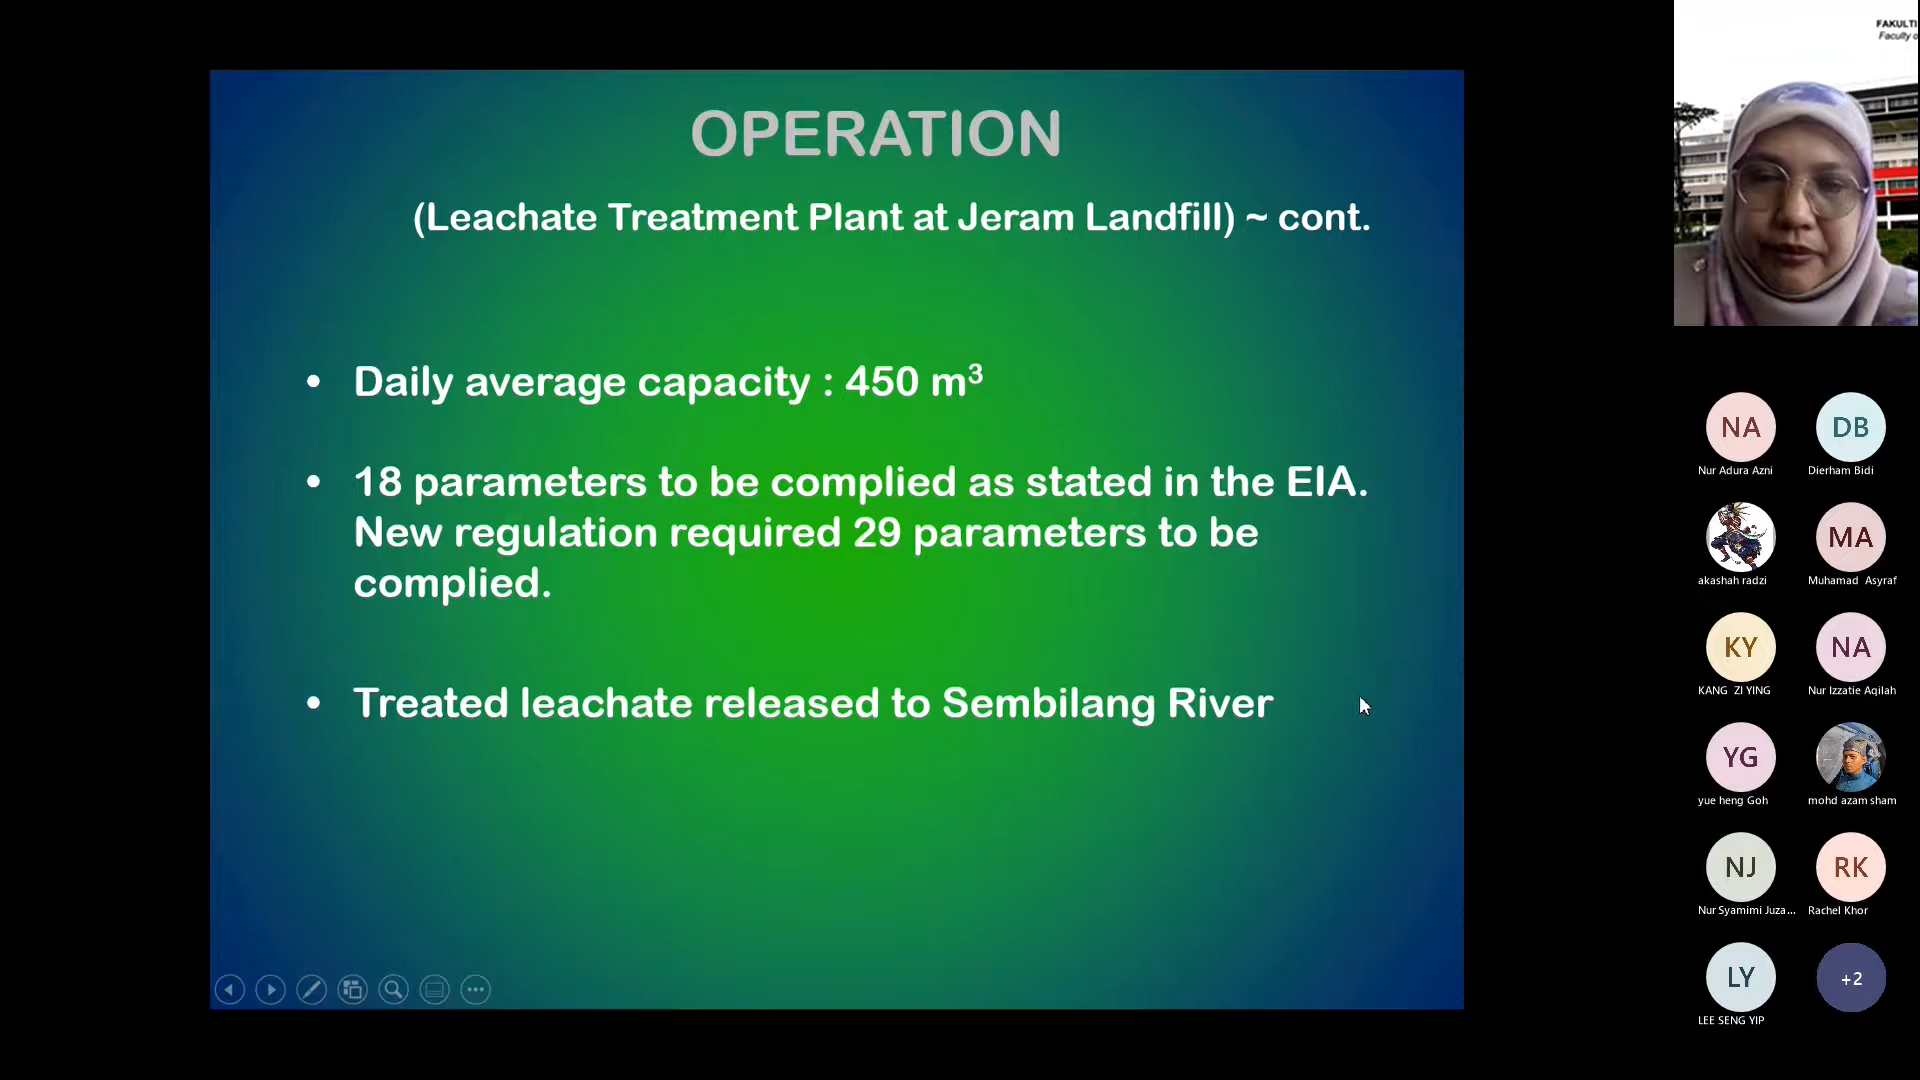 OPERATION
(Leachate Treatment Plant at Jeram Landfill) ~ cont.
• Daily average capacity : 450 m³
• 18 parameters to be complied as stated in the EIA.
New regulation required 29 parameters to be
complied.
• Treated leachate released to Sembilang River
FAKULTI
Faculty o
NA
DB
Nur Adura Azni
Dierham Bidi
MA
akashah radzi
Muhamad Asyraf
KY
NA
KANG ZI YING
Nur Izzatie Aqilah
YG
yue heng Goh
mohd azam sham
NJ
RK
Nur Syamimi Juza...
Rachel Khor
LY
+2
LEE SENG YIP